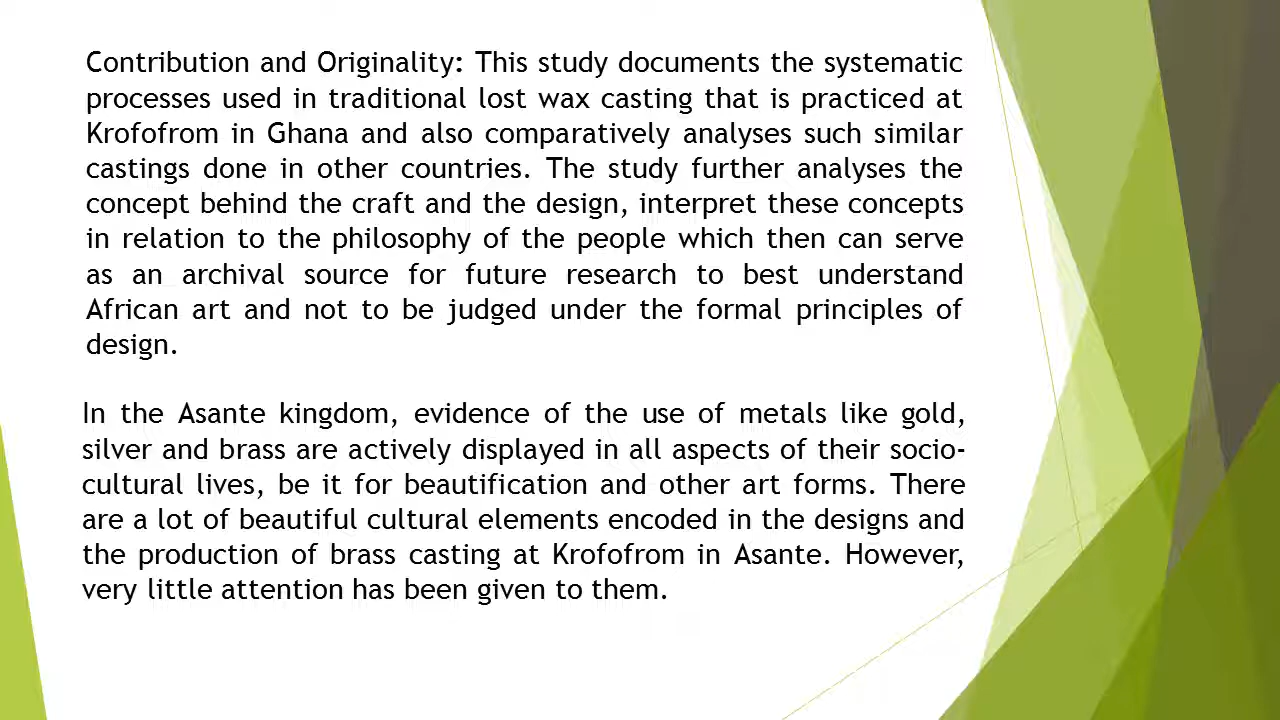 Contribution and Originality: This study documents the systematic
processes used in traditional lost wax casting that is practiced at
Krofofrom in Ghana and also comparatively analyses such similar
castings done in other countries. The study further analyses the
concept behind the craft and the design, interpret these concepts
in relation to the philosophy of the people which then can serve
as an archival source for future research to best understand
African art and not to be judged under the formal principles of
design.
In the Asante kingdom, evidence of the use of metals like gold,
silver and brass are actively displayed in all aspects of their socio-
cultural lives, be it for beautification and other art forms. There
are a lot of beautiful cultural elements encoded in the designs and
the production of brass casting at Krofofrom in Asante. However,
very little attention has been given to them.